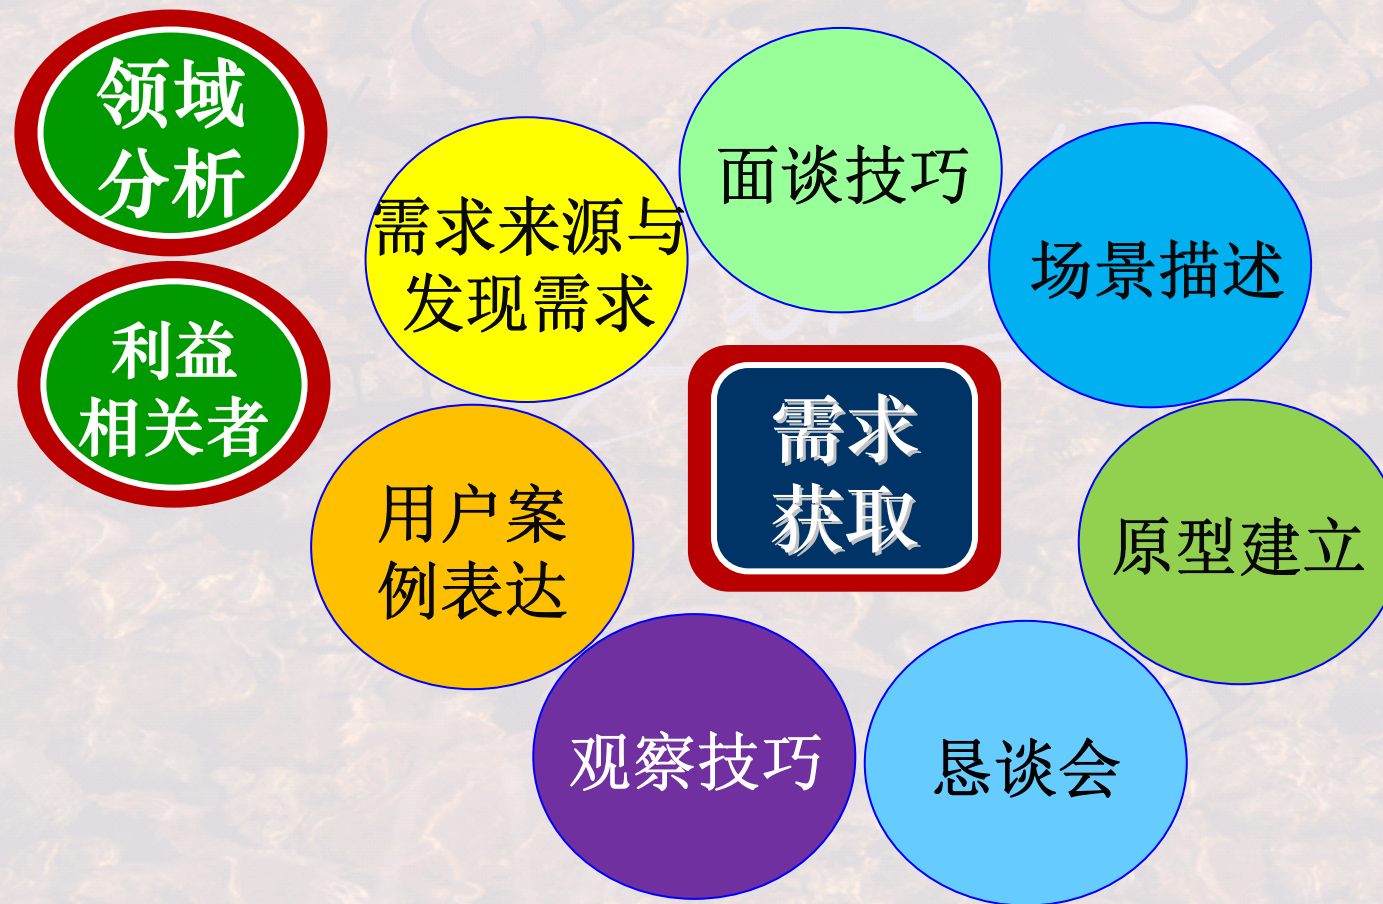 领域
分析
利益
相关者
需求来源与
发现需求
面谈技巧
场景描述
需求
获取
用户案
例表达
原型建立
观察技巧
恳谈会